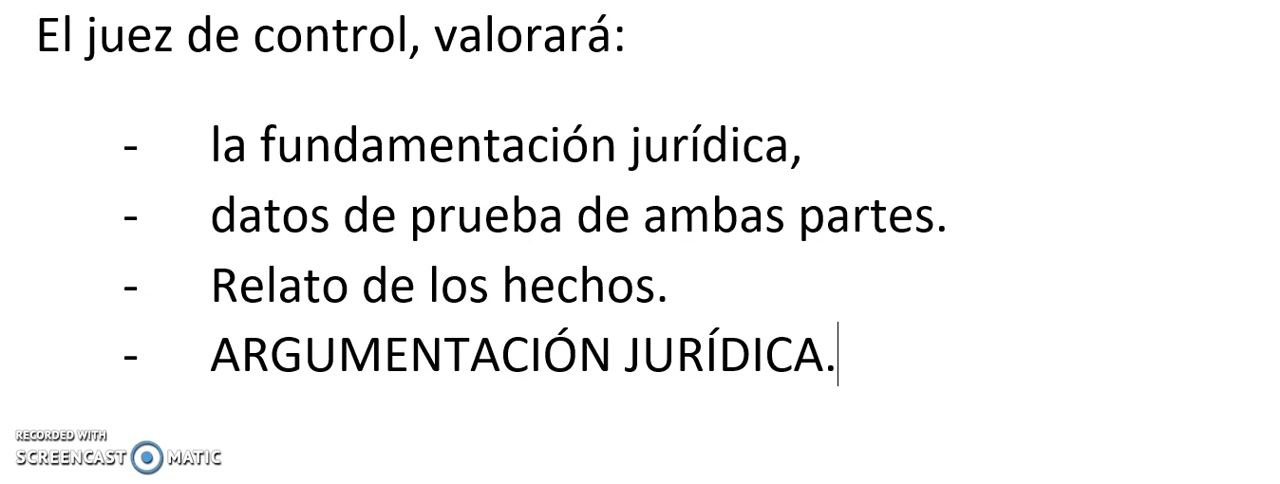 El juez de control, valorará:
- la fundamentación jurídica,
- datos de prueba de ambas partes.
- Relato de los hechos.
- ARGUMENTACIÓN JURÍDICA.
RECORDED WITH
SCREENCAST MATIC